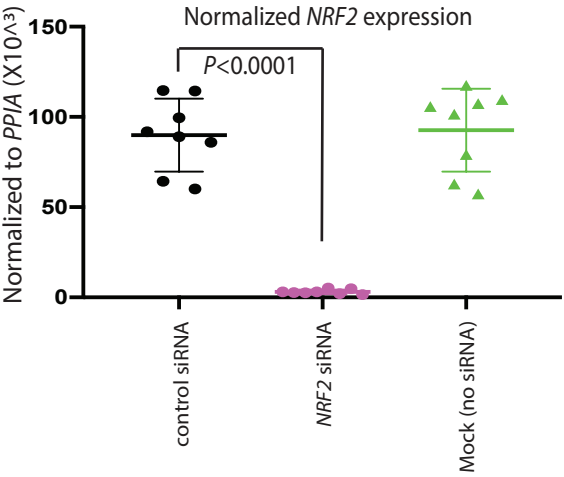 Normalized NRF2 expression
Normalized to PPIA (X10^3)
150
100
50
0
P<0.0001
control siRNA
NRF2 siRNA
Mock (no siRNA)